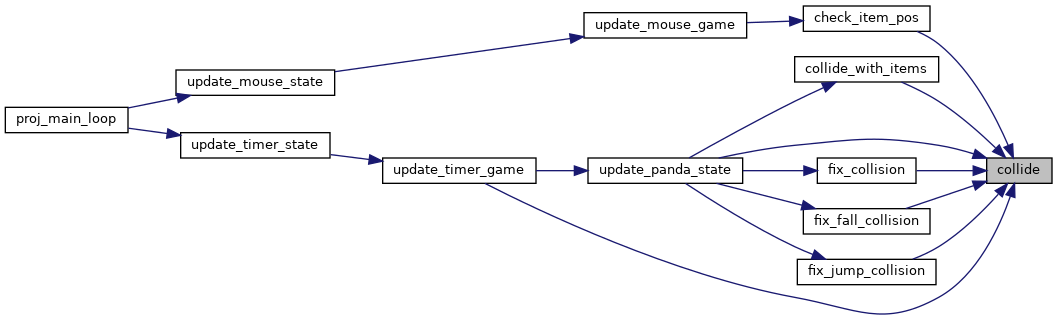 proj_main_loop
update_mouse_state
update_timer_state
update_mouse_game
update_timer_game
check_item_pos
collide_with_items
update_panda_state
fix_collision
fix_fall_collision
fix_jump_collision
collide